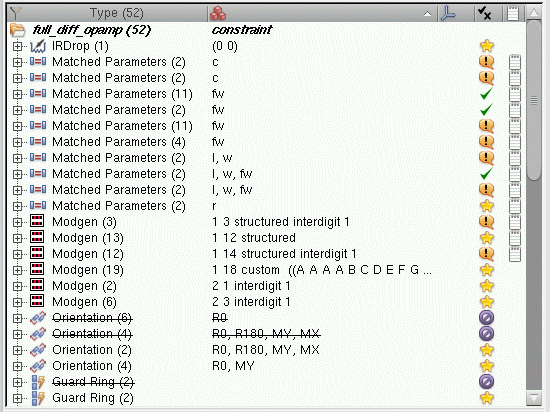 Type (52)
full_diff_opamp (52) constraint
IRDrop (1) (0 0)
Matched Parameters (2) c
Matched Parameters (2) c
Matched Parameters (11) fw
Matched Parameters (2) fw
Matched Parameters (11) fw
Matched Parameters (4) fw
Matched Parameters (2) l, w
Matched Parameters (2) l, w, fw
Matched Parameters (2) l, w, fw
Matched Parameters (2) r
Modgen (3) 1 3 structured interdigit 1
Modgen (13) 1 12 structured
Modgen (12) 1 14 structured interdigit 1
Modgen (19) 1 18 custom ((A A A A B C D E F G ...
Modgen (2) 2 1 interdigit 1
Modgen (6) 2 3 interdigit 1
Orientation (6) R0
Orientation (4) R0, R180, MY, MX
Orientation (2) R0, R180, MY, MX
Orientation (4) R0, MY
Guard Ring (2)
Guard Ring (2)